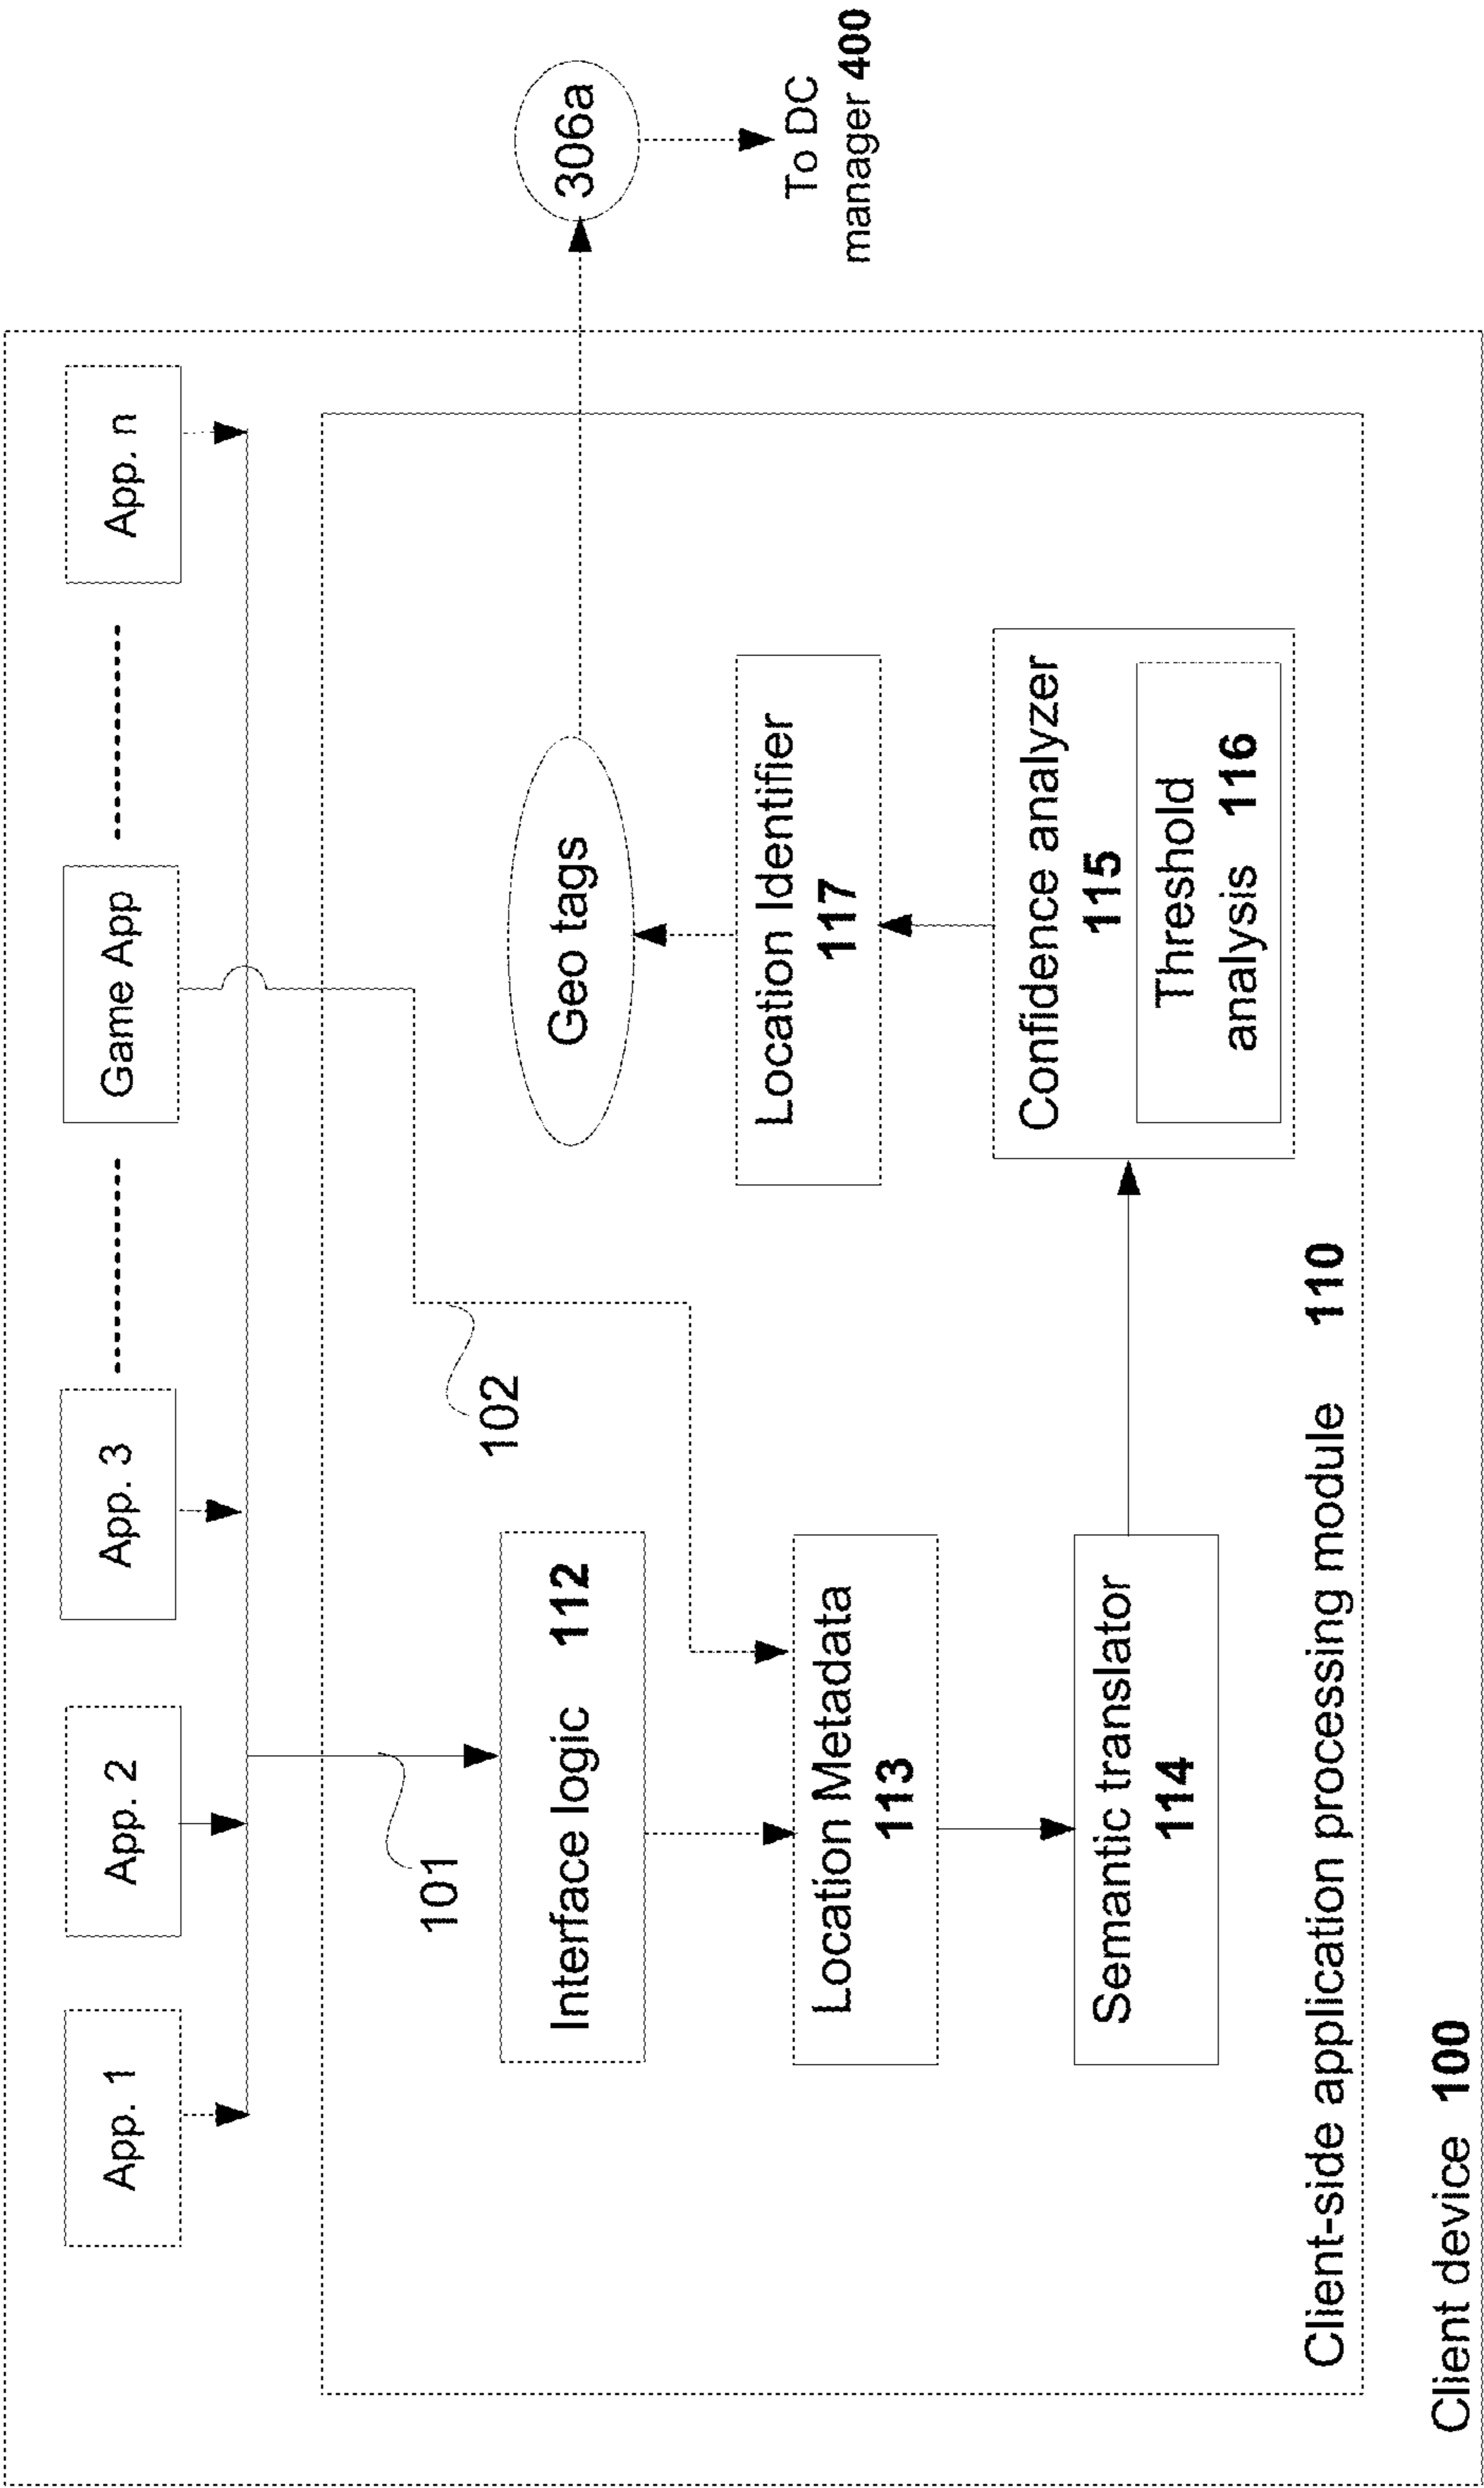 App. 1
App. 2
App. 3
Game App
App. n
101
102
Interface logic 112
Location Metadata
113
Semantic translator
114
Confidence analyzer
115
Threshold
analysis 116
Location Identifier
117
Geo tags
306a
To DC
manager 400
Client-side application processing module 110
Client device 100